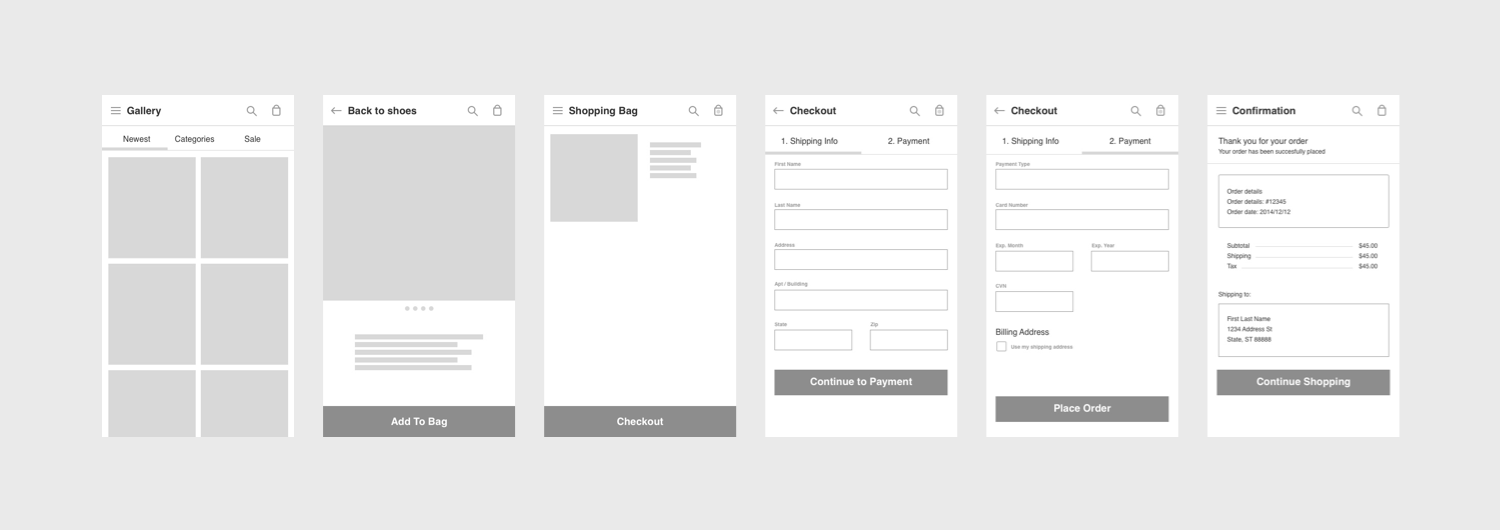 Gallery
Newest Categories Sale
Back to shoes
Add To Bag
Shopping Bag
Checkout
Checkout
1. Shipping Info 2. Payment
First Name
Last Name
Address
Apt / Building
State Zip
Continue to Payment
Checkout
1. Shipping Info 2. Payment
Payment Type
Card Number
Exp. Month Exp. Year
CVN
Billing Address
Use my shipping address
Place Order
Confirmation
Thank you for your order
Your order has been succesfully placed
Order details
Order details: #12345
Order date: 2014/12/12
Subtotal $45.00
Shipping $45.00
Tax $45.00
Shipping to:
First Last Name
1234 Address St
State, ST 88888
Continue Shopping